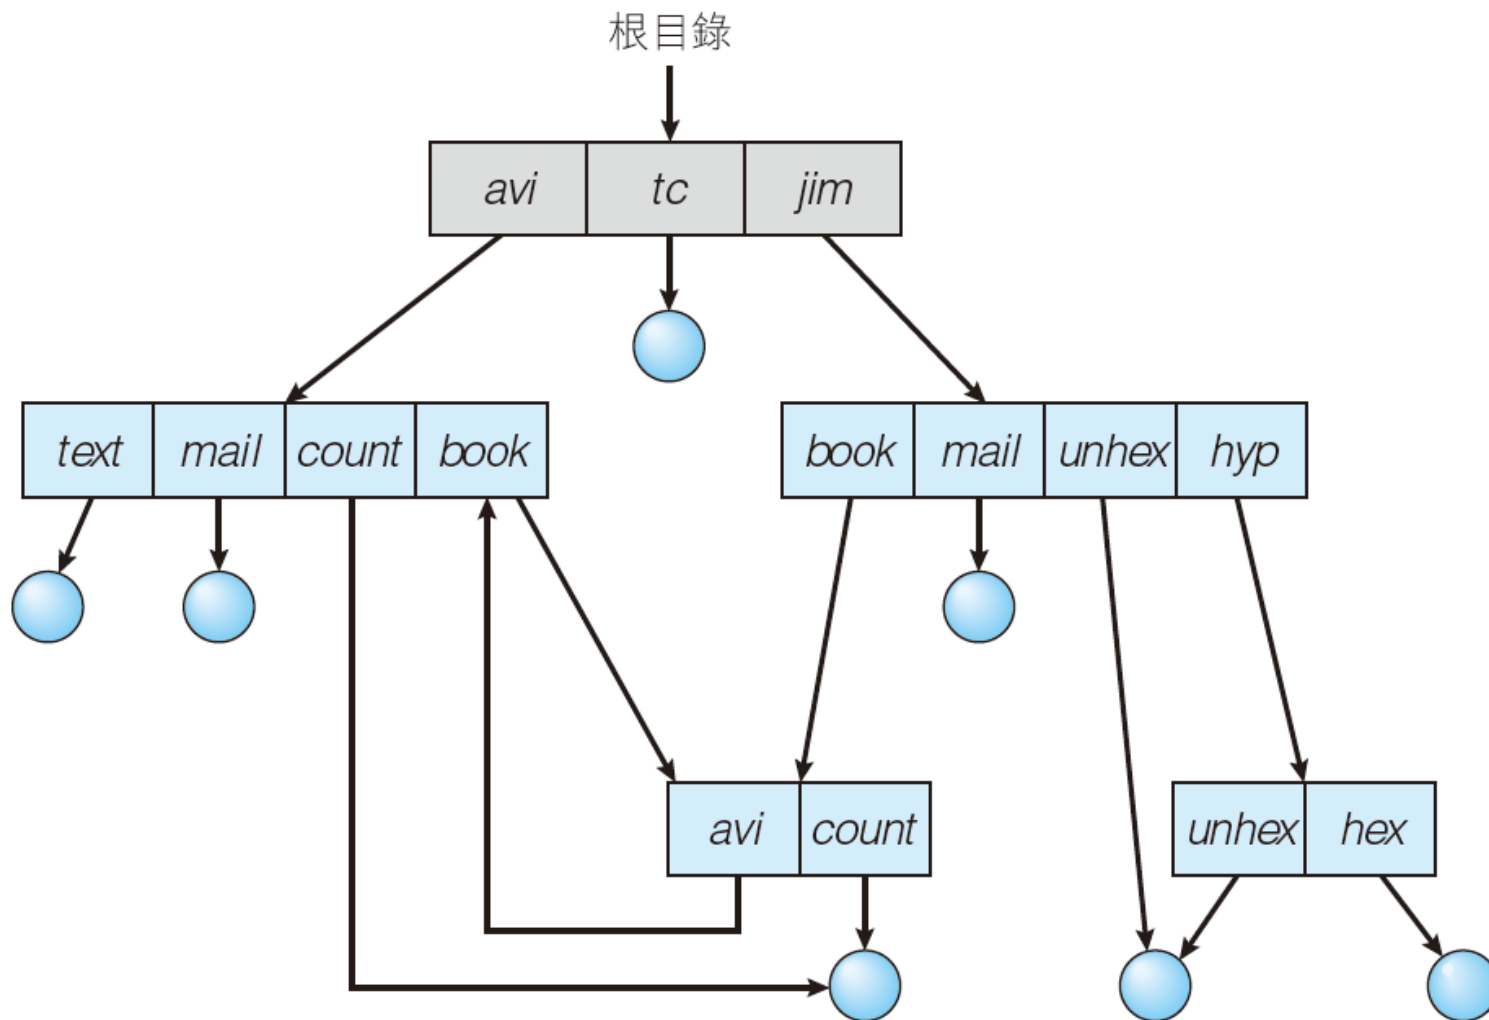 根目錄
avi tc jim
text mail count book
book mail unhex hyp
avi count
unhex hex